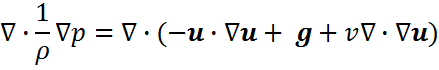 ∇ · 1/ρ ∇p = ∇ · (−𝒖 · ∇𝒖 + 𝒈 + v∇ · ∇𝒖)